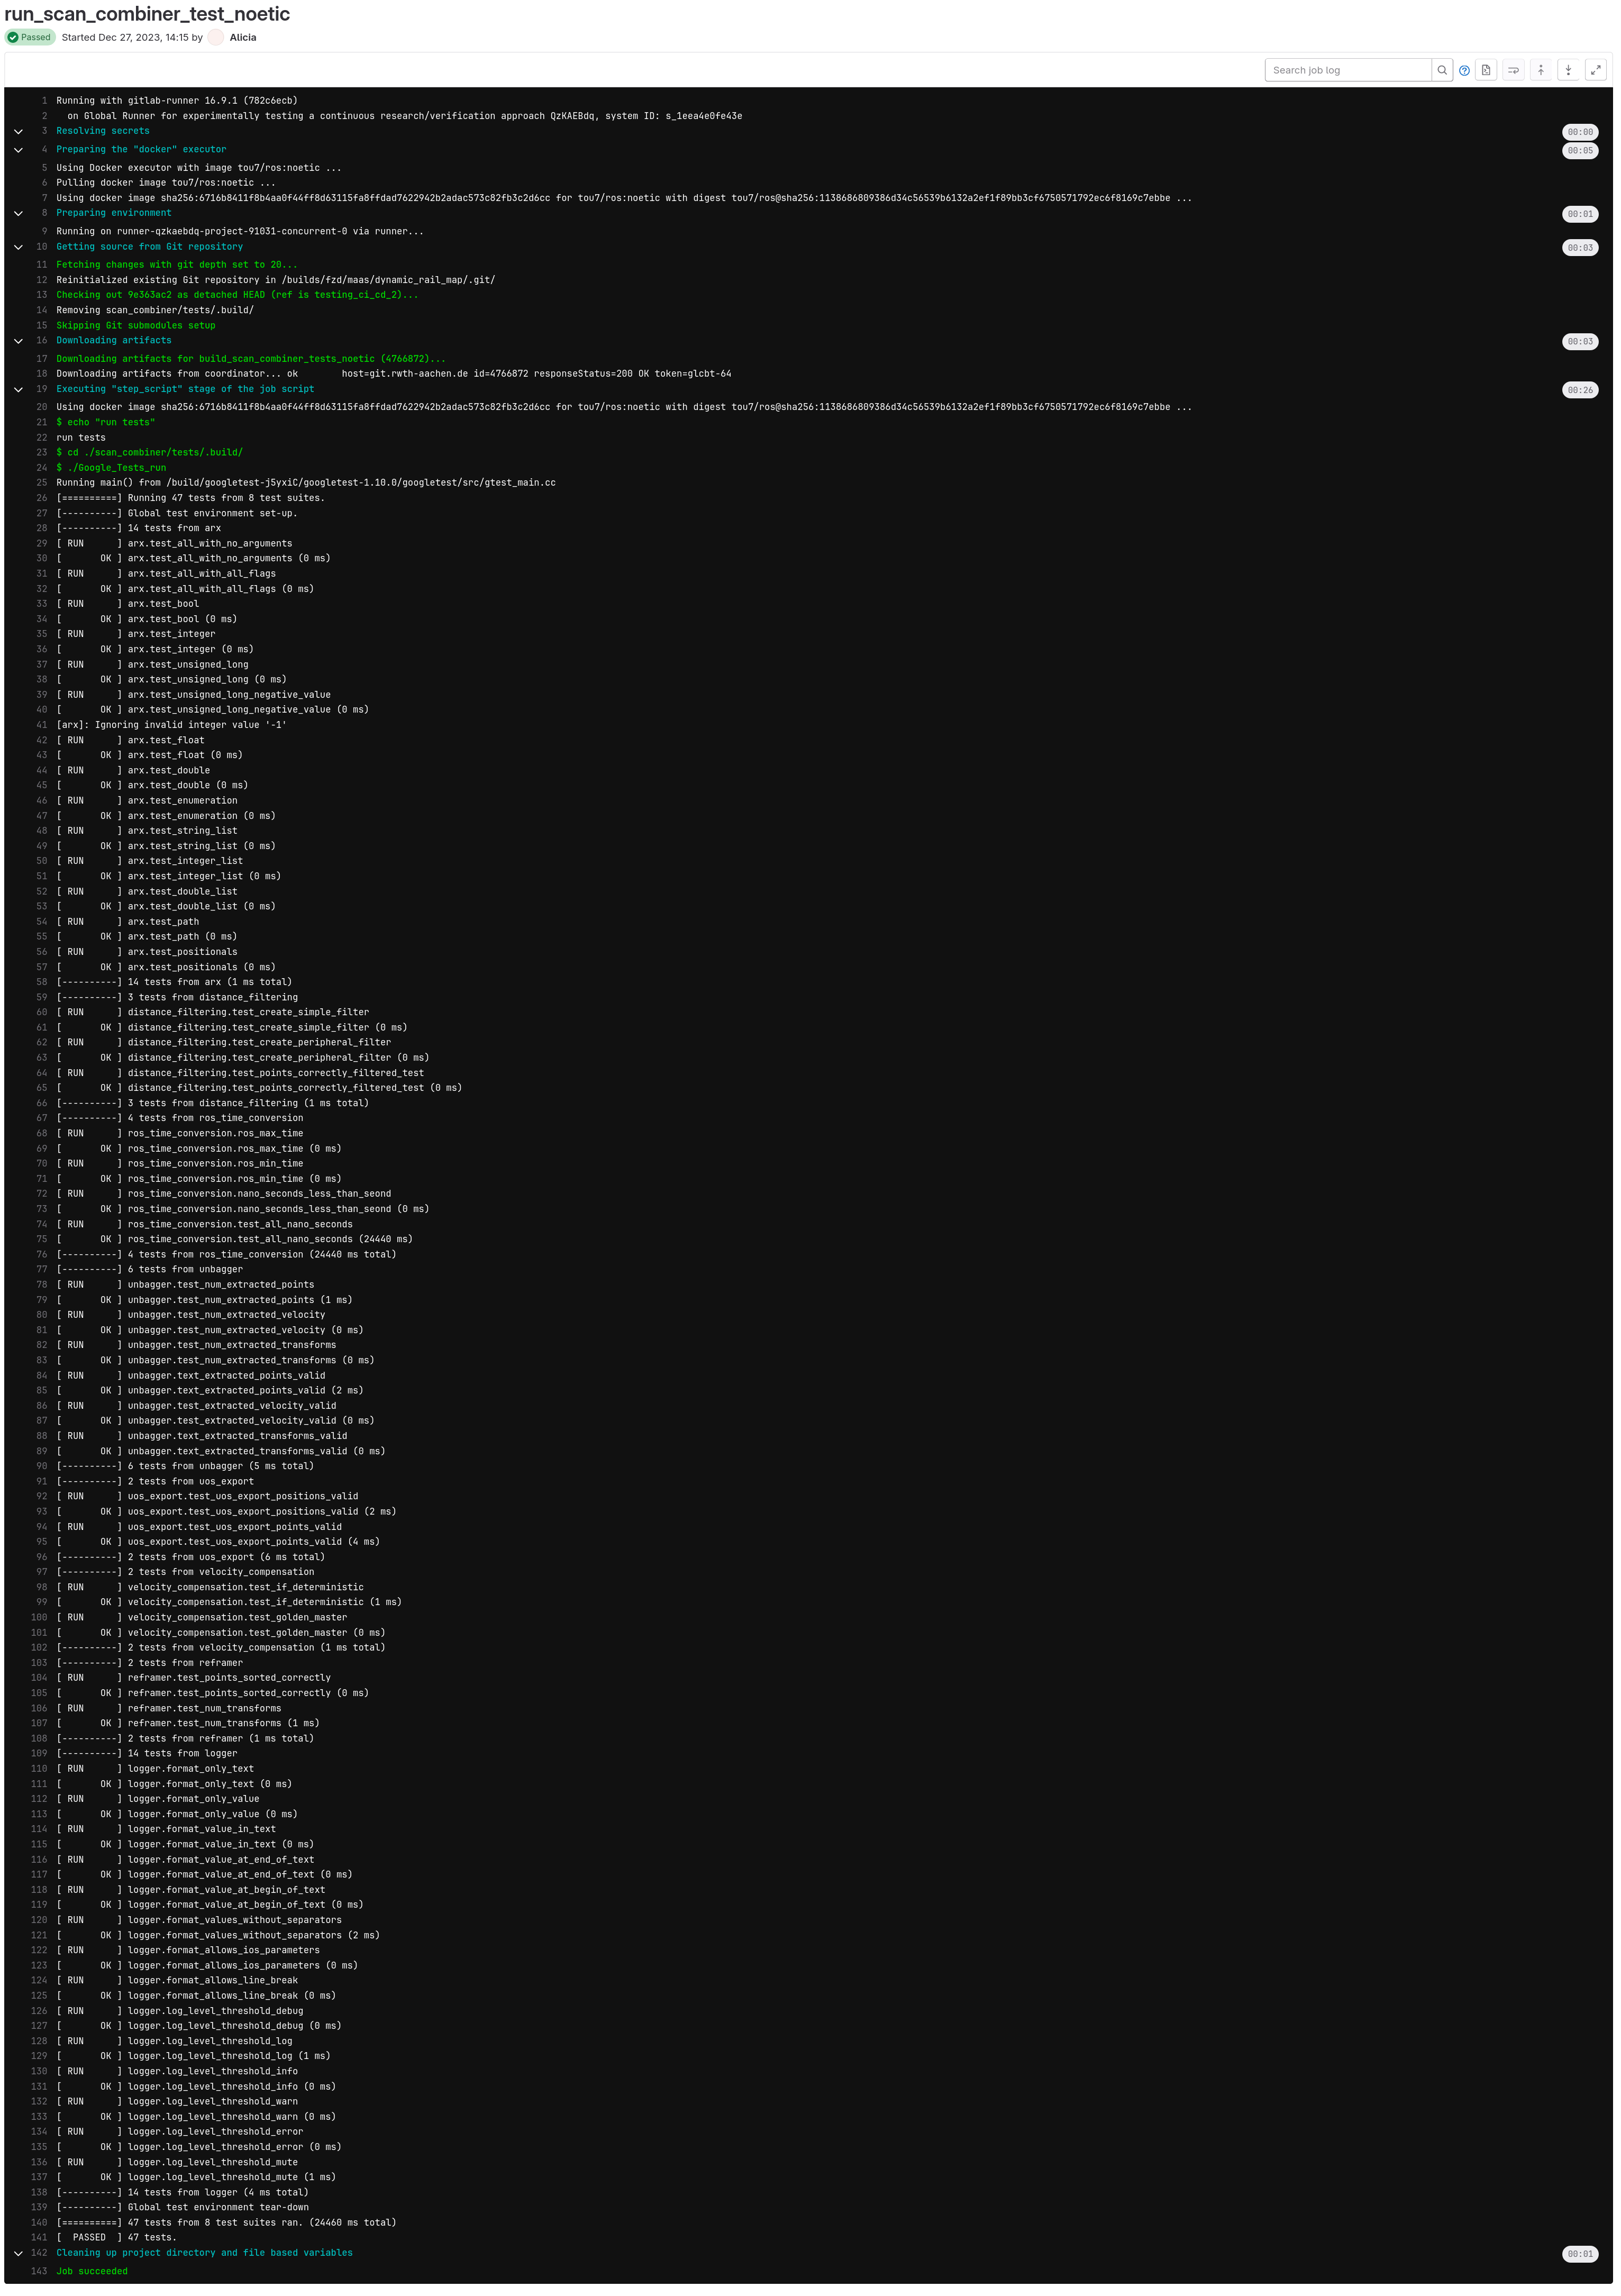 run_scan_combiner_test_noetic
Passed Started Dec 27, 2023, 14:15 by Alicia
Search job log
1 Running with gitlab-runner 16.9.1 (782c6ecb)
2 on Global Runner for experimentally testing a continuous research/verification approach QzKAEBdq, system ID: s_1eea4e0fe43e
3 Resolving secrets 00:00
4 Preparing the "docker" executor 00:05
5 Using Docker executor with image tou7/ros:noetic ...
6 Pulling docker image tou7/ros:noetic ...
7 Using docker image sha256:6716b8411f8b4aa0f44ff8d63115fa8ffdad7622942b2adac573c82fb3c2d6cc for tou7/ros:noetic with digest tou7/ros@sha256:1138686809386d34c56539b6132a2ef1f89bb3cf6750571792ec6f8169c7ebbe ...
8 Preparing environment 00:01
9 Running on runner-qzkaebdq-project-91031-concurrent-0 via runner...
10 Getting source from Git repository 00:03
11 Fetching changes with git depth set to 20...
12 Reinitialized existing Git repository in /builds/fzd/maas/dynamic_rail_map/.git/
13 Checking out 9e363ac2 as detached HEAD (ref is testing_ci_cd_2)...
14 Removing scan_combiner/tests/.build/
15 Skipping Git submodules setup
16 Downloading artifacts 00:03
17 Downloading artifacts for build_scan_combiner_tests_noetic (4766872)...
18 Downloading artifacts from coordinator... ok host=git.rwth-aachen.de id=4766872 responseStatus=200 OK token=glcbt-64
19 Executing "step_script" stage of the job script 00:26
20 Using docker image sha256:6716b8411f8b4aa0f44ff8d63115fa8ffdad7622942b2adac573c82fb3c2d6cc for tou7/ros:noetic with digest tou7/ros@sha256:1138686809386d34c56539b6132a2ef1f89bb3cf6750571792ec6f8169c7ebbe ...
21 $ echo "run tests"
22 run tests
23 $ cd ./scan_combiner/tests/.build/
24 $ ./Google_Tests_run
25 Running main() from /build/googletest-j5yxiC/googletest-1.10.0/googletest/src/gtest_main.cc
26 [==========] Running 47 tests from 8 test suites.
27 [----------] Global test environment set-up.
28 [----------] 14 tests from arx
29 [ RUN      ] arx.test_all_with_no_arguments
30 [       OK ] arx.test_all_with_no_arguments (0 ms)
31 [ RUN      ] arx.test_all_with_all_flags
32 [       OK ] arx.test_all_with_all_flags (0 ms)
33 [ RUN      ] arx.test_bool
34 [       OK ] arx.test_bool (0 ms)
35 [ RUN      ] arx.test_integer
36 [       OK ] arx.test_integer (0 ms)
37 [ RUN      ] arx.test_unsigned_long
38 [       OK ] arx.test_unsigned_long (0 ms)
39 [ RUN      ] arx.test_unsigned_long_negative_value
40 [       OK ] arx.test_unsigned_long_negative_value (0 ms)
41 [arx]: Ignoring invalid integer value '-1'
42 [ RUN      ] arx.test_float
43 [       OK ] arx.test_float (0 ms)
44 [ RUN      ] arx.test_double
45 [       OK ] arx.test_double (0 ms)
46 [ RUN      ] arx.test_enumeration
47 [       OK ] arx.test_enumeration (0 ms)
48 [ RUN      ] arx.test_string_list
49 [       OK ] arx.test_string_list (0 ms)
50 [ RUN      ] arx.test_integer_list
51 [       OK ] arx.test_integer_list (0 ms)
52 [ RUN      ] arx.test_double_list
53 [       OK ] arx.test_double_list (0 ms)
54 [ RUN      ] arx.test_path
55 [       OK ] arx.test_path (0 ms)
56 [ RUN      ] arx.test_positionals
57 [       OK ] arx.test_positionals (0 ms)
58 [----------] 14 tests from arx (1 ms total)
59 [----------] 3 tests from distance_filtering
60 [ RUN      ] distance_filtering.test_create_simple_filter
61 [       OK ] distance_filtering.test_create_simple_filter (0 ms)
62 [ RUN      ] distance_filtering.test_create_peripheral_filter
63 [       OK ] distance_filtering.test_create_peripheral_filter (0 ms)
64 [ RUN      ] distance_filtering.test_points_correctly_filtered_test
65 [       OK ] distance_filtering.test_points_correctly_filtered_test (0 ms)
66 [----------] 3 tests from distance_filtering (1 ms total)
67 [----------] 4 tests from ros_time_conversion
68 [ RUN      ] ros_time_conversion.ros_max_time
69 [       OK ] ros_time_conversion.ros_max_time (0 ms)
70 [ RUN      ] ros_time_conversion.ros_min_time
71 [       OK ] ros_time_conversion.ros_min_time (0 ms)
72 [ RUN      ] ros_time_conversion.nano_seconds_less_than_seond
73 [       OK ] ros_time_conversion.nano_seconds_less_than_seond (0 ms)
74 [ RUN      ] ros_time_conversion.test_all_nano_seconds
75 [       OK ] ros_time_conversion.test_all_nano_seconds (24440 ms)
76 [----------] 4 tests from ros_time_conversion (24440 ms total)
77 [----------] 6 tests from unbagger
78 [ RUN      ] unbagger.test_num_extracted_points
79 [       OK ] unbagger.test_num_extracted_points (1 ms)
80 [ RUN      ] unbagger.test_num_extracted_velocity
81 [       OK ] unbagger.test_num_extracted_velocity (0 ms)
82 [ RUN      ] unbagger.test_num_extracted_transforms
83 [       OK ] unbagger.test_num_extracted_transforms (0 ms)
84 [ RUN      ] unbagger.text_extracted_points_valid
85 [       OK ] unbagger.text_extracted_points_valid (2 ms)
86 [ RUN      ] unbagger.test_extracted_velocity_valid
87 [       OK ] unbagger.test_extracted_velocity_valid (0 ms)
88 [ RUN      ] unbagger.text_extracted_transforms_valid
89 [       OK ] unbagger.text_extracted_transforms_valid (0 ms)
90 [----------] 6 tests from unbagger (5 ms total)
91 [----------] 2 tests from uos_export
92 [ RUN      ] uos_export.test_uos_export_positions_valid
93 [       OK ] uos_export.test_uos_export_positions_valid (2 ms)
94 [ RUN      ] uos_export.test_uos_export_points_valid
95 [       OK ] uos_export.test_uos_export_points_valid (4 ms)
96 [----------] 2 tests from uos_export (6 ms total)
97 [----------] 2 tests from velocity_compensation
98 [ RUN      ] velocity_compensation.test_if_deterministic
99 [       OK ] velocity_compensation.test_if_deterministic (1 ms)
100 [ RUN      ] velocity_compensation.test_golden_master
101 [       OK ] velocity_compensation.test_golden_master (0 ms)
102 [----------] 2 tests from velocity_compensation (1 ms total)
103 [----------] 2 tests from reframer
104 [ RUN      ] reframer.test_points_sorted_correctly
105 [       OK ] reframer.test_points_sorted_correctly (0 ms)
106 [ RUN      ] reframer.test_num_transforms
107 [       OK ] reframer.test_num_transforms (1 ms)
108 [----------] 2 tests from reframer (1 ms total)
109 [----------] 14 tests from logger
110 [ RUN      ] logger.format_only_text
111 [       OK ] logger.format_only_text (0 ms)
112 [ RUN      ] logger.format_only_value
113 [       OK ] logger.format_only_value (0 ms)
114 [ RUN      ] logger.format_value_in_text
115 [       OK ] logger.format_value_in_text (0 ms)
116 [ RUN      ] logger.format_value_at_end_of_text
117 [       OK ] logger.format_value_at_end_of_text (0 ms)
118 [ RUN      ] logger.format_value_at_begin_of_text
119 [       OK ] logger.format_value_at_begin_of_text (0 ms)
120 [ RUN      ] logger.format_values_without_separators
121 [       OK ] logger.format_values_without_separators (2 ms)
122 [ RUN      ] logger.format_allows_ios_parameters
123 [       OK ] logger.format_allows_ios_parameters (0 ms)
124 [ RUN      ] logger.format_allows_line_break
125 [       OK ] logger.format_allows_line_break (0 ms)
126 [ RUN      ] logger.log_level_threshold_debug
127 [       OK ] logger.log_level_threshold_debug (0 ms)
128 [ RUN      ] logger.log_level_threshold_log
129 [       OK ] logger.log_level_threshold_log (1 ms)
130 [ RUN      ] logger.log_level_threshold_info
131 [       OK ] logger.log_level_threshold_info (0 ms)
132 [ RUN      ] logger.log_level_threshold_warn
133 [       OK ] logger.log_level_threshold_warn (0 ms)
134 [ RUN      ] logger.log_level_threshold_error
135 [       OK ] logger.log_level_threshold_error (0 ms)
136 [ RUN      ] logger.log_level_threshold_mute
137 [       OK ] logger.log_level_threshold_mute (1 ms)
138 [----------] 14 tests from logger (4 ms total)
139 [----------] Global test environment tear-down
140 [==========] 47 tests from 8 test suites ran. (24460 ms total)
141 [  PASSED  ] 47 tests.
142 Cleaning up project directory and file based variables 00:01
143 Job succeeded